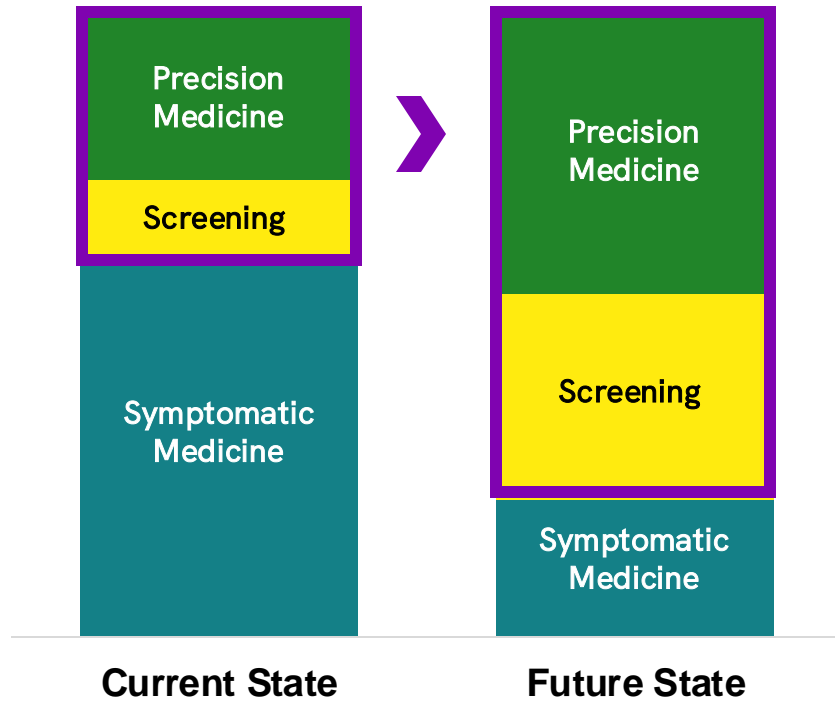 Precision
Medicine
Screening
Symptomatic
Medicine
Current State
Precision
Medicine
Screening
Symptomatic
Medicine
Future State